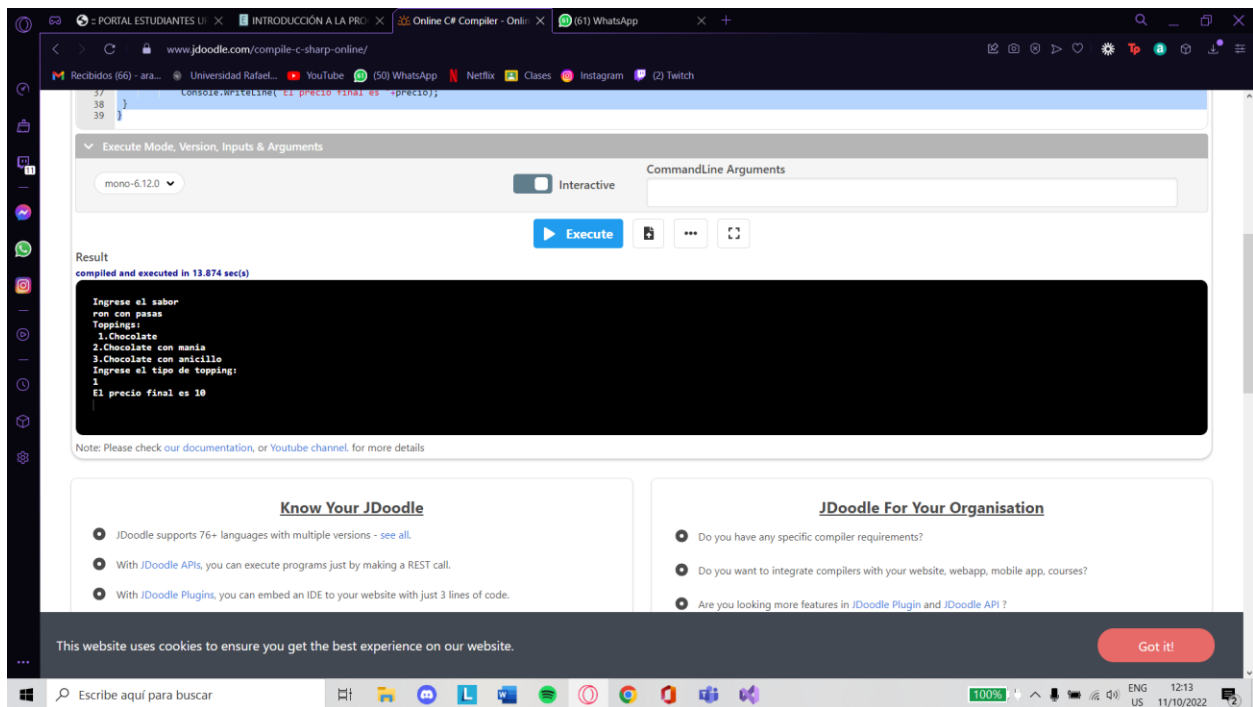 :: PORTAL ESTUDIANTES U
INTRODUCCIÓN A LA PRO
Online C# Compiler - Onlin
(61) WhatsApp
www.jdoodle.com/compile-c-sharp-online/
Recibidos (66) - ara...
Universidad Rafael...
YouTube
(50) WhatsApp
Netflix
Clases
Instagram
(2) Twitch
37 Console.WriteLine("El precio final es "+precio);
38 }
39 }
Execute Mode, Version, Inputs & Arguments
mono-6.12.0
Interactive
CommandLine Arguments
Execute
Result
compiled and executed in 13.874 sec(s)
Ingrese el sabor
ron con pasas
Toppings:
1.Chocolate
2.Chocolate con mania
3.Chocolate con anicillo
Ingrese el tipo de topping:
1
El precio final es 10
Note: Please check our documentation, or Youtube channel. for more details
Know Your JDoodle
JDoodle supports 76+ languages with multiple versions - see all.
With JDoodle APIs, you can execute programs just by making a REST call.
With JDoodle Plugins, you can embed an IDE to your website with just 3 lines of code.
JDoodle For Your Organisation
Do you have any specific compiler requirements?
Do you want to integrate compilers with your website, webapp, mobile app, courses?
Are you looking more features in JDoodle Plugin and JDoodle API ?
This website uses cookies to ensure you get the best experience on our website.
Got it!
Escribe aquí para buscar
100%
ENG
US
12:13
11/10/2022
2